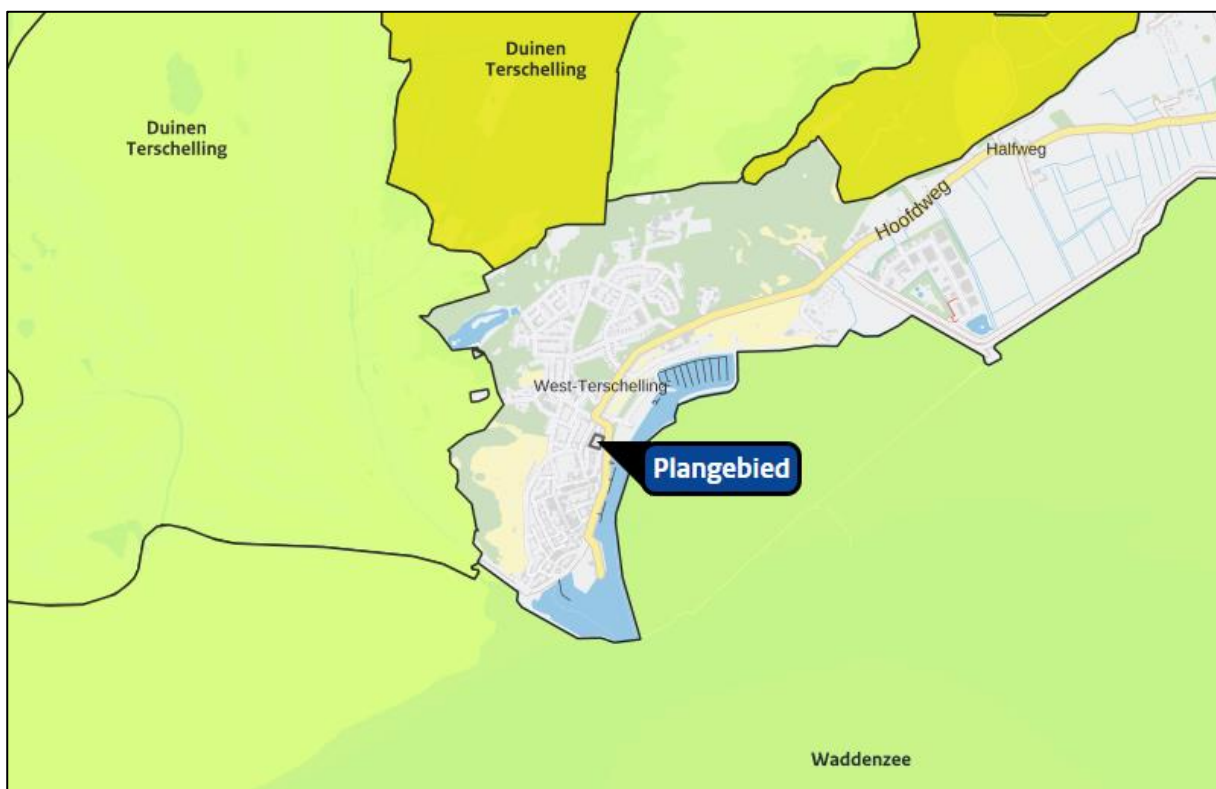 Duinen
Terschelling
Duinen
Terschelling
Halfweg
Hoofdweg
West-Terschelling
Plangebied
Waddenzee